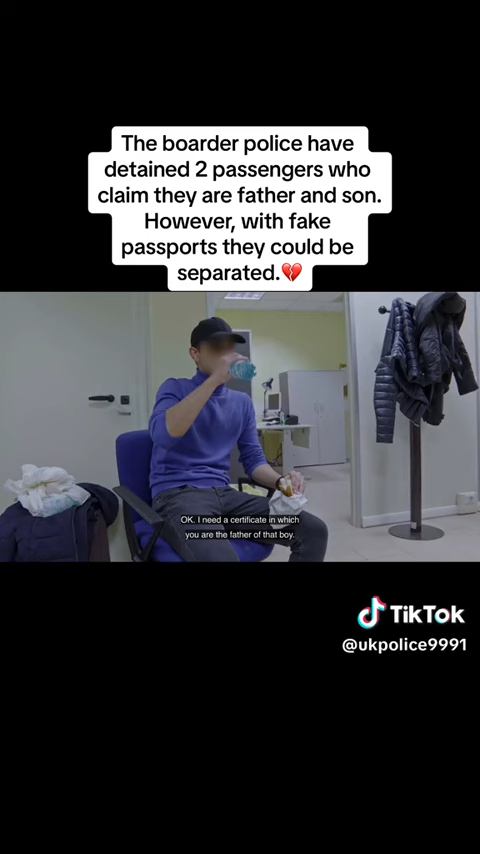 The boarder police have
detained 2 passengers who
claim they are father and son.
However, with fake
passports they could be
separated.💔
OK. I need a certificate in which
you are the father of that boy.
TikTok
@ukpolice9991